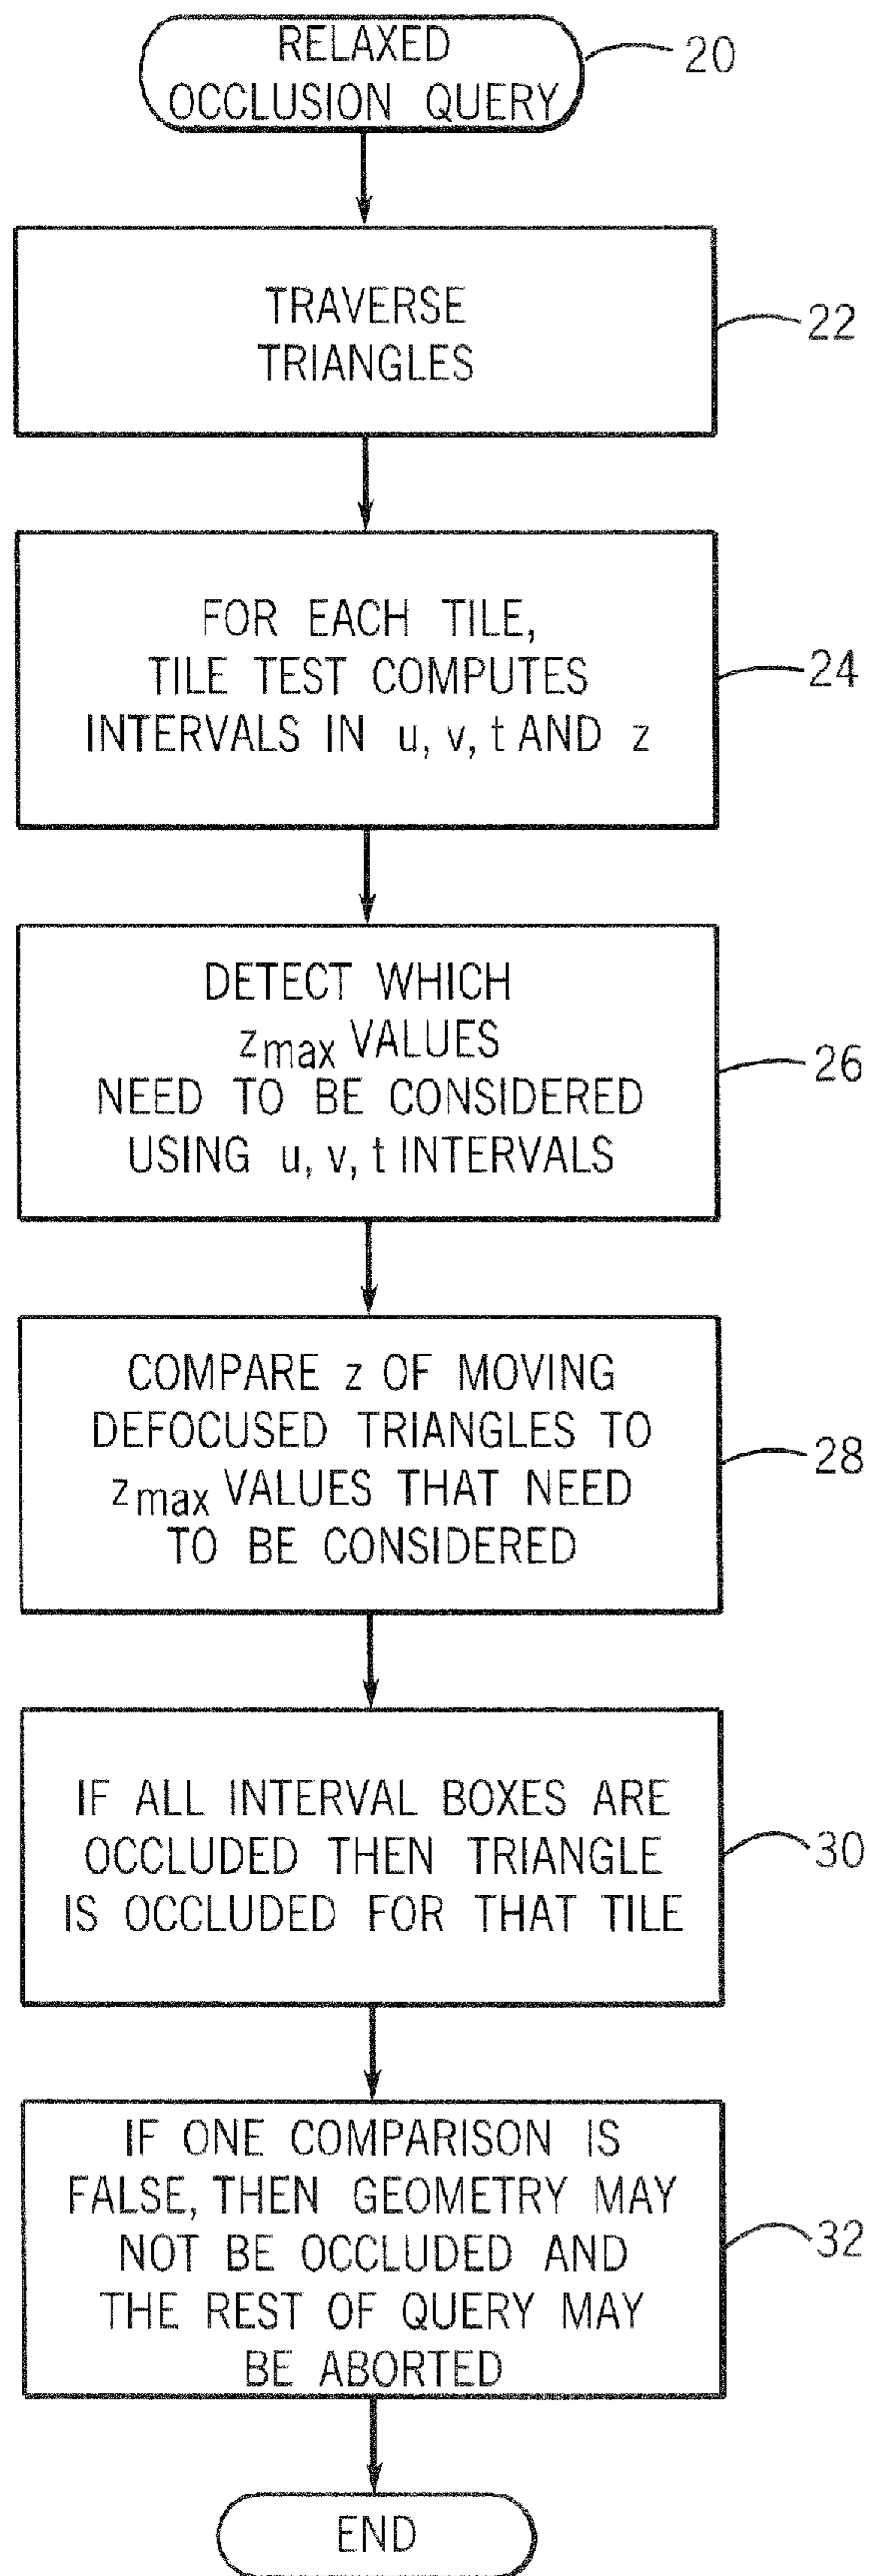 RELAXED
OCCLUSION QUERY
20
TRAVERSE
TRIANGLES
22
FOR EACH TILE,
TILE TEST COMPUTES
INTERVALS IN u, v, t AND z
24
DETECT WHICH
zmax VALUES
NEED TO BE CONSIDERED
USING u, v, t INTERVALS
26
COMPARE z OF MOVING
DEFOCUSED TRIANGLES TO
zmax VALUES THAT NEED
TO BE CONSIDERED
28
IF ALL INTERVAL BOXES ARE
OCCLUDED THEN TRIANGLE
IS OCCLUDED FOR THAT TILE
30
IF ONE COMPARISON IS
FALSE, THEN GEOMETRY MAY
NOT BE OCCLUDED AND
THE REST OF QUERY MAY
BE ABORTED
32
END